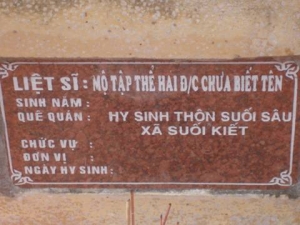 LIỆT SĨ : MỘ TẬP THỂ HAI Đ/C CHƯA BIẾT TÊN
SINH NĂM :
QUÊ QUÁN : HY SINH THÔN SUỐI SÂU
XÃ SUỐI KIẾT
CHỨC VỤ :
ĐƠN VỊ :
NGÀY HY SINH :